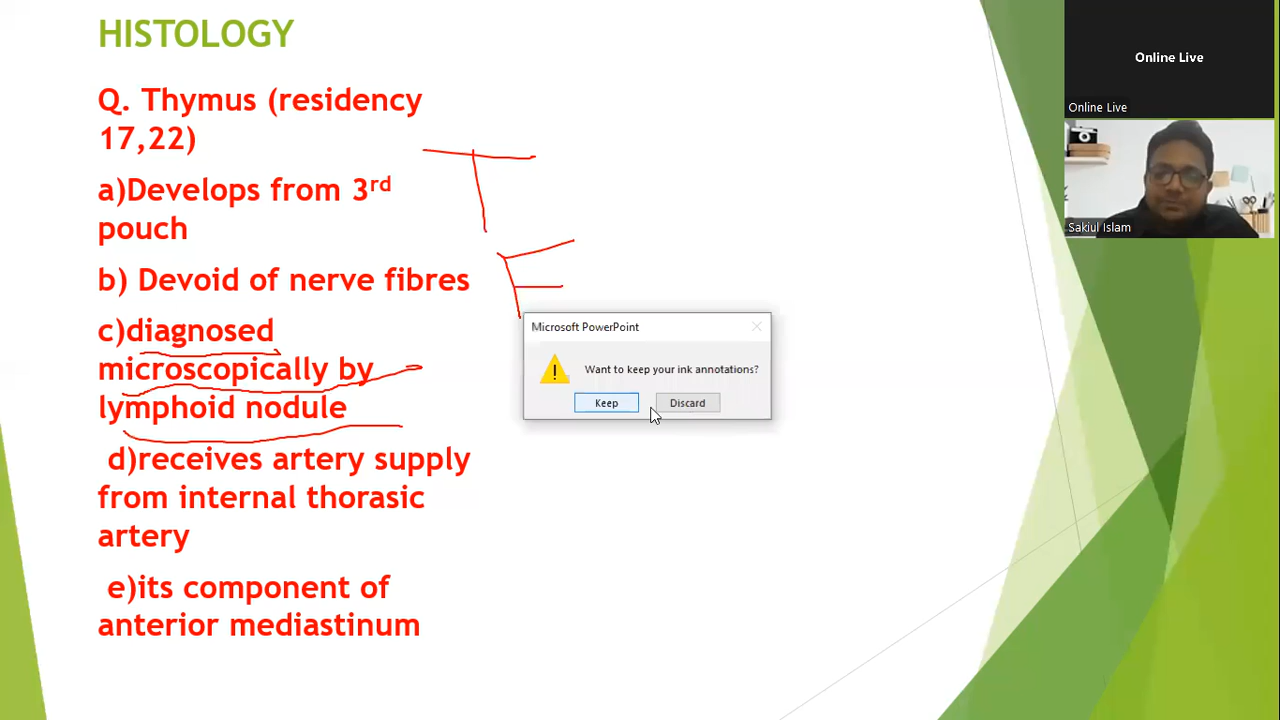 HISTOLOGY
Q. Thymus (residency
17,22)
a)Develops from 3rd
pouch
b) Devoid of nerve fibres
c)diagnosed
microscopically by
lymphoid nodule
d)receives artery supply
from internal thorasic
artery
e)its component of
anterior mediastinum
T
F
Microsoft PowerPoint
Want to keep your ink annotations?
Keep
Discard
Online Live
Online Live
Sakiul Islam